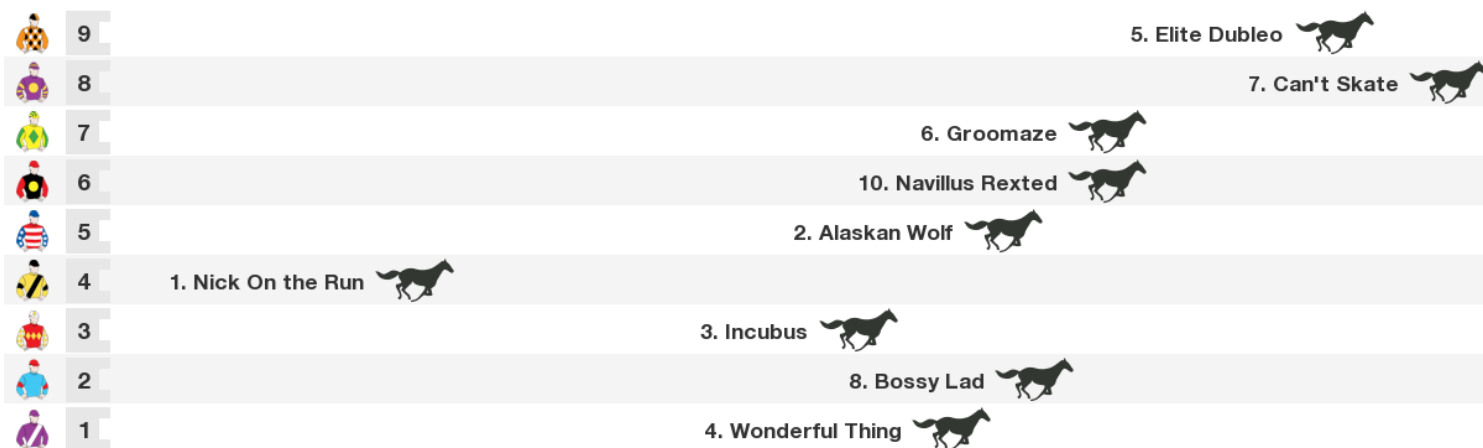 9 5. Elite Dubleo
8 7. Can't Skate
7 6. Groomaze
6 10. Navillus Rexted
5 2. Alaskan Wolf
4 1. Nick On the Run
3 3. Incubus
2 8. Bossy Lad
1 4. Wonderful Thing